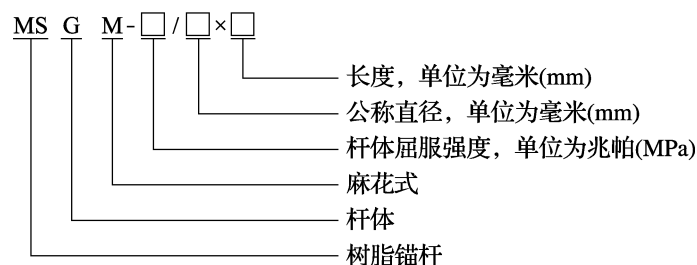 MS G M-□/□×□
长度，单位为毫米(mm)
公称直径，单位为毫米(mm)
杆体屈服强度，单位为兆帕(MPa)
麻花式
杆体
树脂锚杆